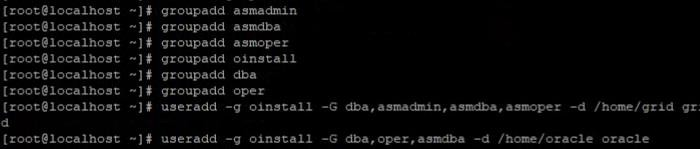 [root@localhost ~]# groupadd asmadmin
[root@localhost ~]# groupadd asmdba
[root@localhost ~]# groupadd asmoper
[root@localhost ~]# groupadd oinstall
[root@localhost ~]# groupadd dba
[root@localhost ~]# groupadd oper
[root@localhost ~]# useradd -g oinstall -G dba,asmadmin,asmdba,asmoper -d /home/grid gri
d
[root@localhost ~]# useradd -g oinstall -G dba,oper,asmdba -d /home/oracle oracle